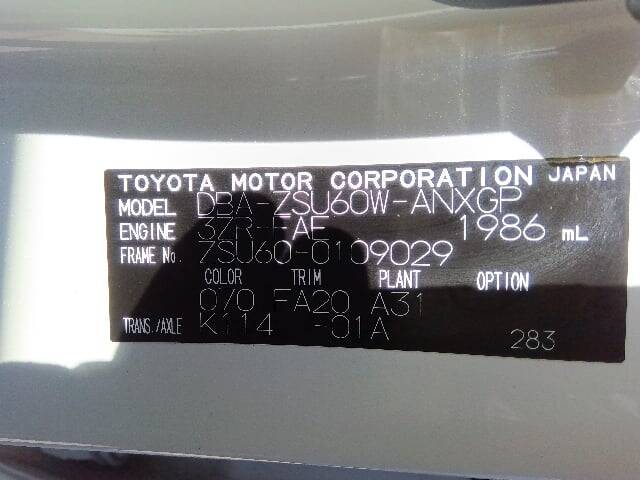 TOYOTA MOTOR CORPORATION JAPAN
MODEL DBA-ZSU60W-ANXGP
ENGINE 3ZR-FAE 1986 mL
FRAME No. ZSU60-0109029
COLOR TRIM PLANT OPTION
070 FA20 A31
TRANS./AXLE K114 -01A
283